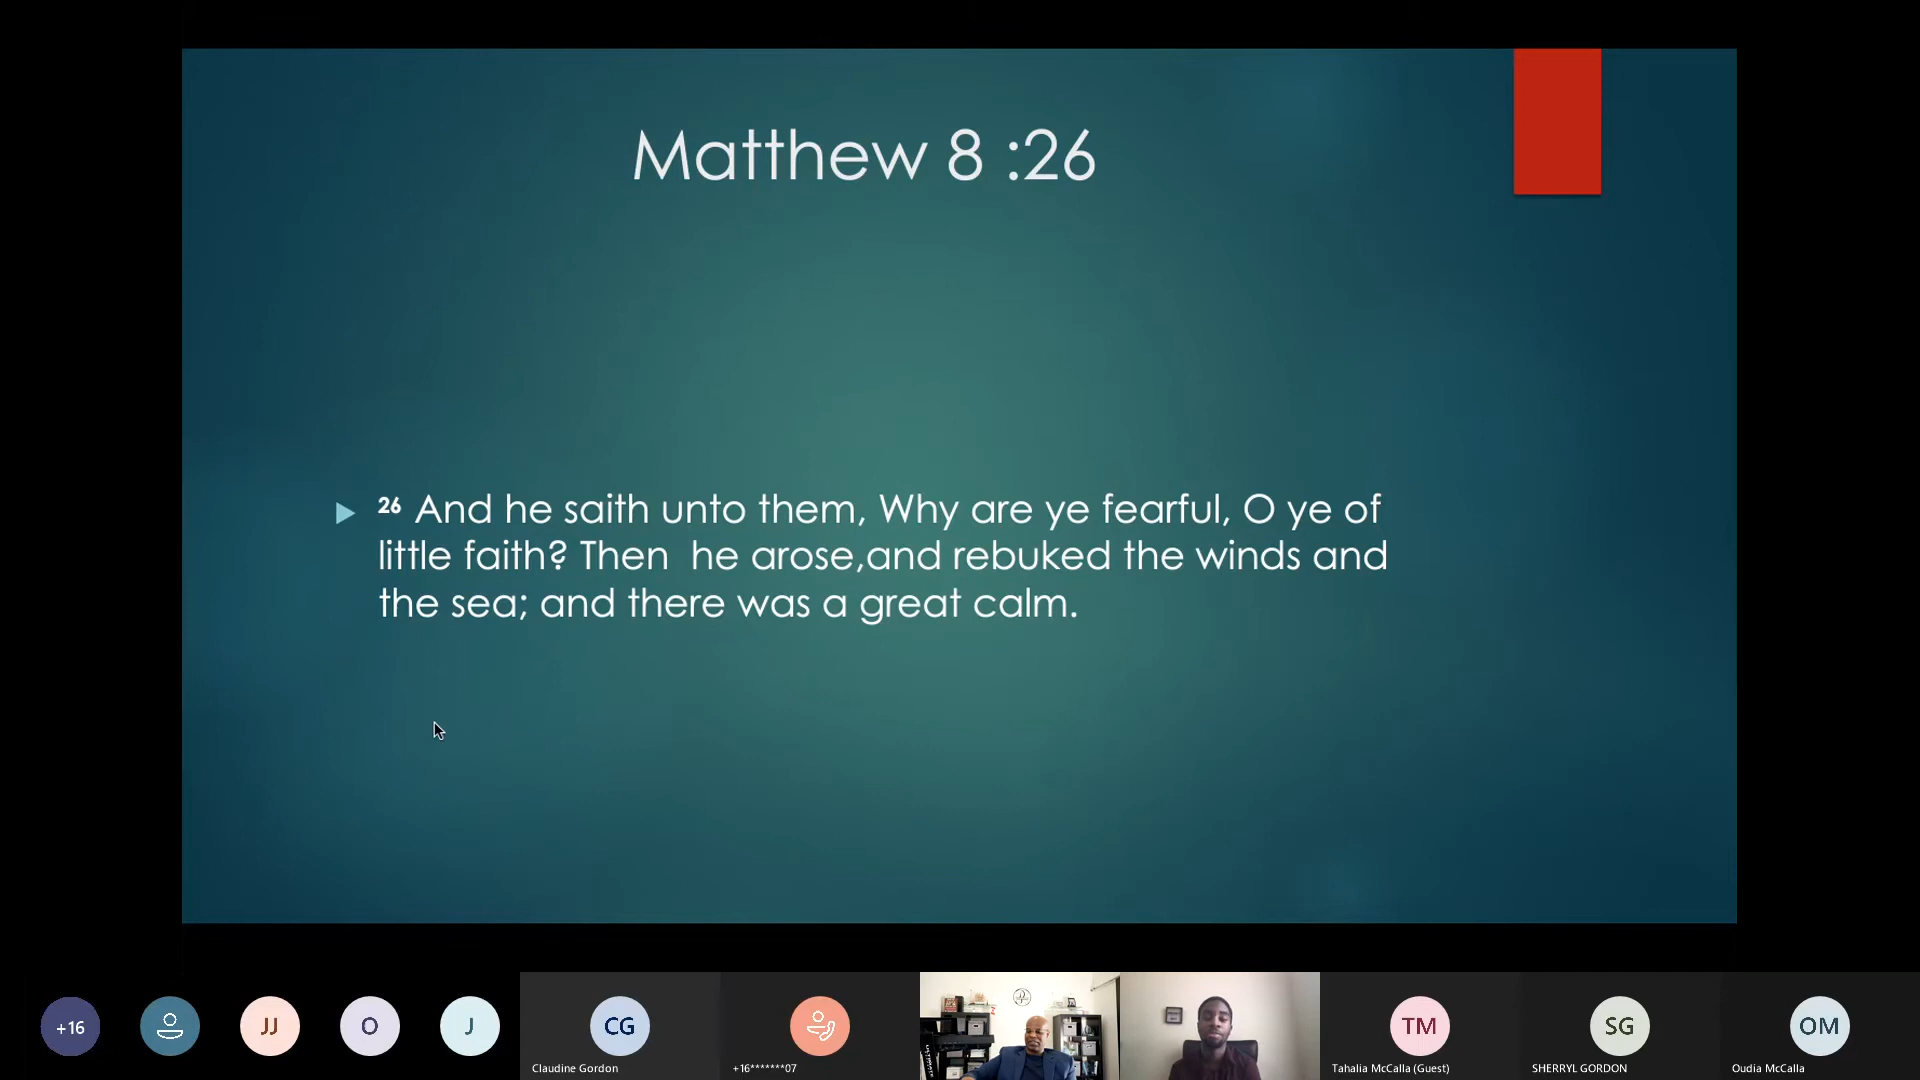 Matthew 8 :26
26 And he saith unto them, Why are ye fearful, O ye of
little faith? Then  he arose,and rebuked the winds and
the sea; and there was a great calm.
+16
JJ
O
J
CG
Claudine Gordon
+16*******07
TM
Tahalia McCalla (Guest)
SG
SHERRYL GORDON
OM
Oudia McCalla